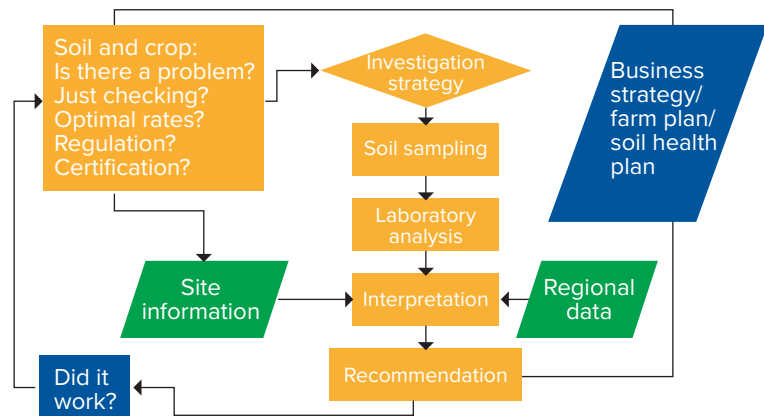 Soil and crop:
Is there a problem?
Just checking?
Optimal rates?
Regulation?
Certification?
Investigation
strategy
Business
strategy/
farm plan/
soil health
plan
Soil sampling
Laboratory
analysis
Site
information
Interpretation
Regional
data
Recommendation
Did it
work?